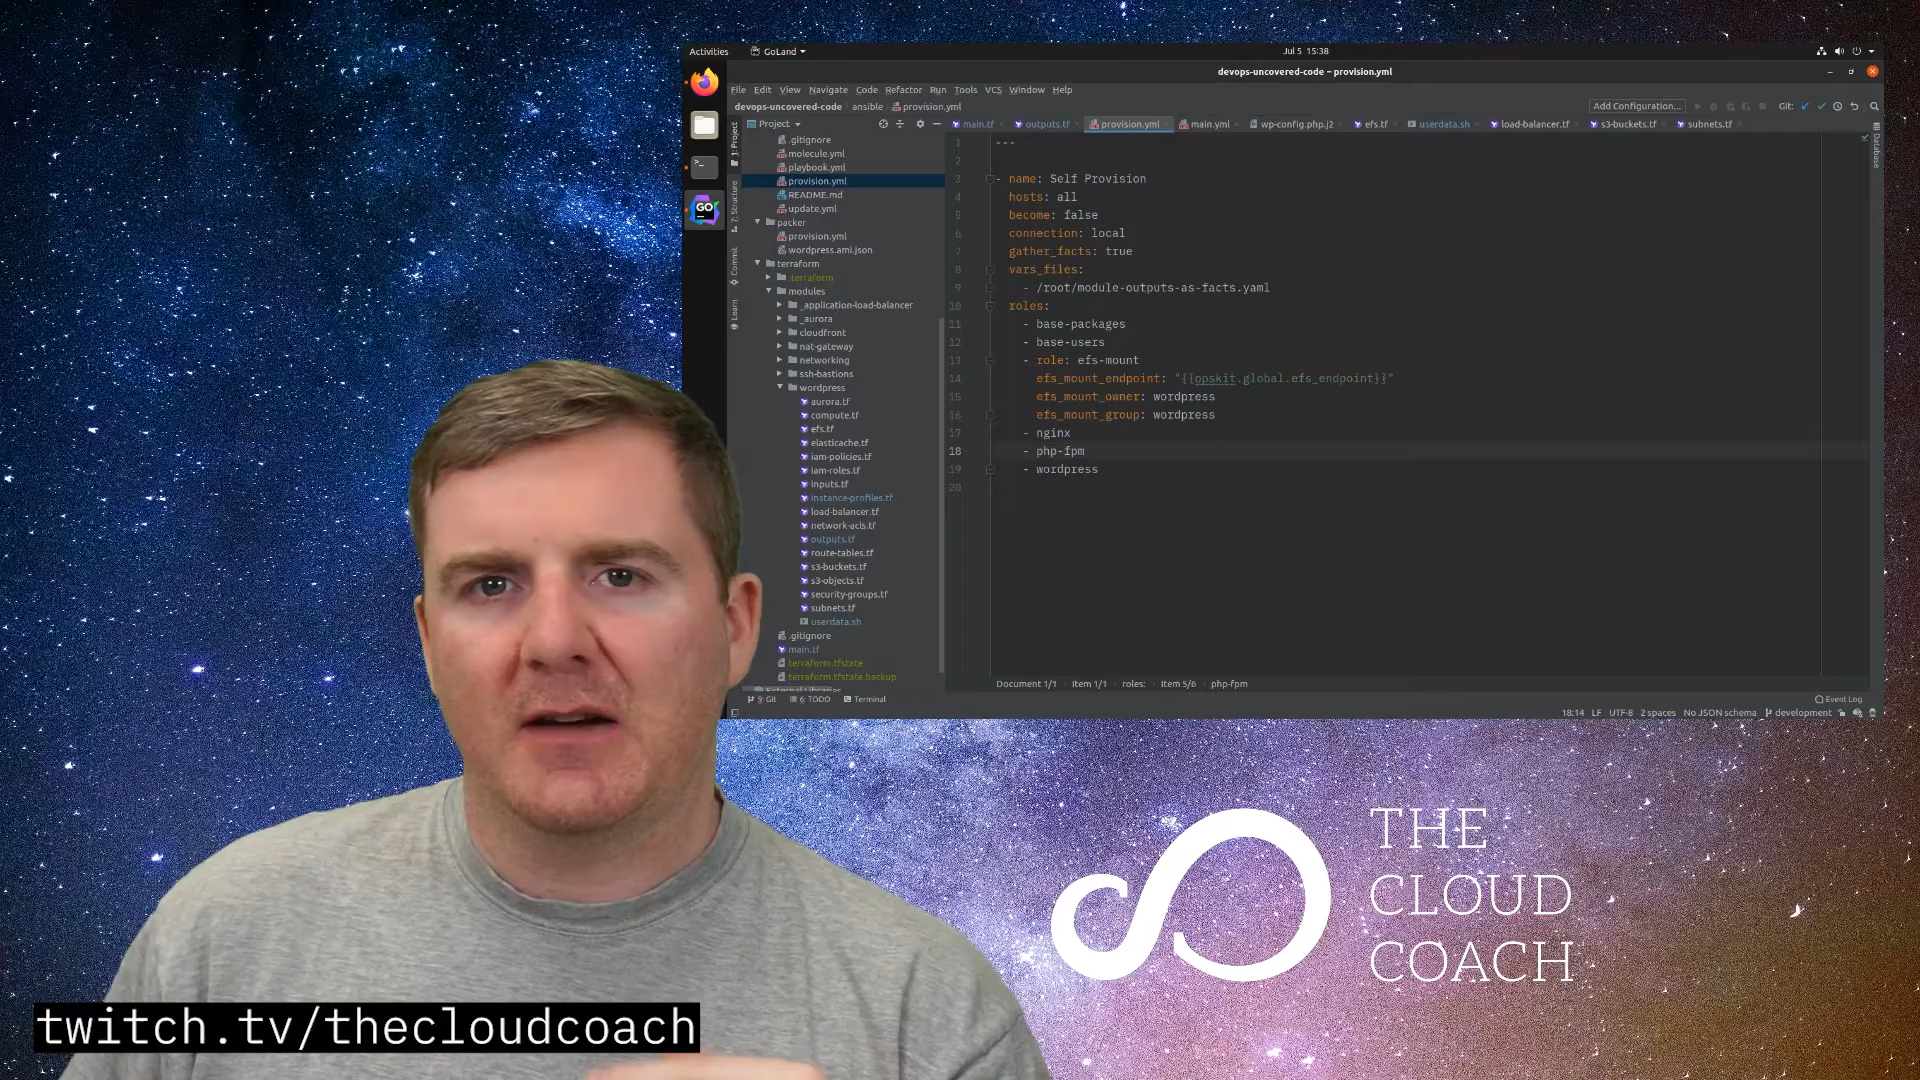 Activities
GoLand
Jul 5 15:38
devops-uncovered-code – provision.yml
File Edit View Navigate Code Refactor Run Tools VCS Window Help
devops-uncovered-code ansible provision.yml
Add Configuration...
Git:
Project
main.tf
outputs.tf
provision.yml
main.yml
wp-config.php.j2
efs.tf
userdata.sh
load-balancer.tf
s3-buckets.tf
subnets.tf
1: Project
7: Structure
Commit
Learn
Database
.gitignore
molecule.yml
playbook.yml
provision.yml
README.md
update.yml
packer
provision.yml
wordpress.ami.json
terraform
.terraform
modules
_application-load-balancer
_aurora
cloudfront
nat-gateway
networking
ssh-bastions
wordpress
aurora.tf
compute.tf
efs.tf
elasticache.tf
iam-policies.tf
iam-roles.tf
inputs.tf
instance-profiles.tf
load-balancer.tf
network-acls.tf
outputs.tf
route-tables.tf
s3-buckets.tf
s3-objects.tf
security-groups.tf
subnets.tf
userdata.sh
.gitignore
main.tf
terraform.tfstate
terraform.tfstate.backup
External Libraries
1 ---
2
3 - name: Self Provision
4 hosts: all
5 become: false
6 connection: local
7 gather_facts: true
8 vars_files:
9 - /root/module-outputs-as-facts.yaml
10 roles:
11 - base-packages
12 - base-users
13 - role: efs-mount
14 efs_mount_endpoint: "{{opskit.global.efs_endpoint}}"
15 efs_mount_owner: wordpress
16 efs_mount_group: wordpress
17 - nginx
18 - php-fpm
19 - wordpress
20
Document 1/1 › Item 1/1 › roles: › Item 5/6 › php-fpm
9: Git 6: TODO Terminal
Event Log
18:14 LF UTF-8 2 spaces No JSON schema development
THE
CLOUD
COACH
twitch.tv/thecloudcoach